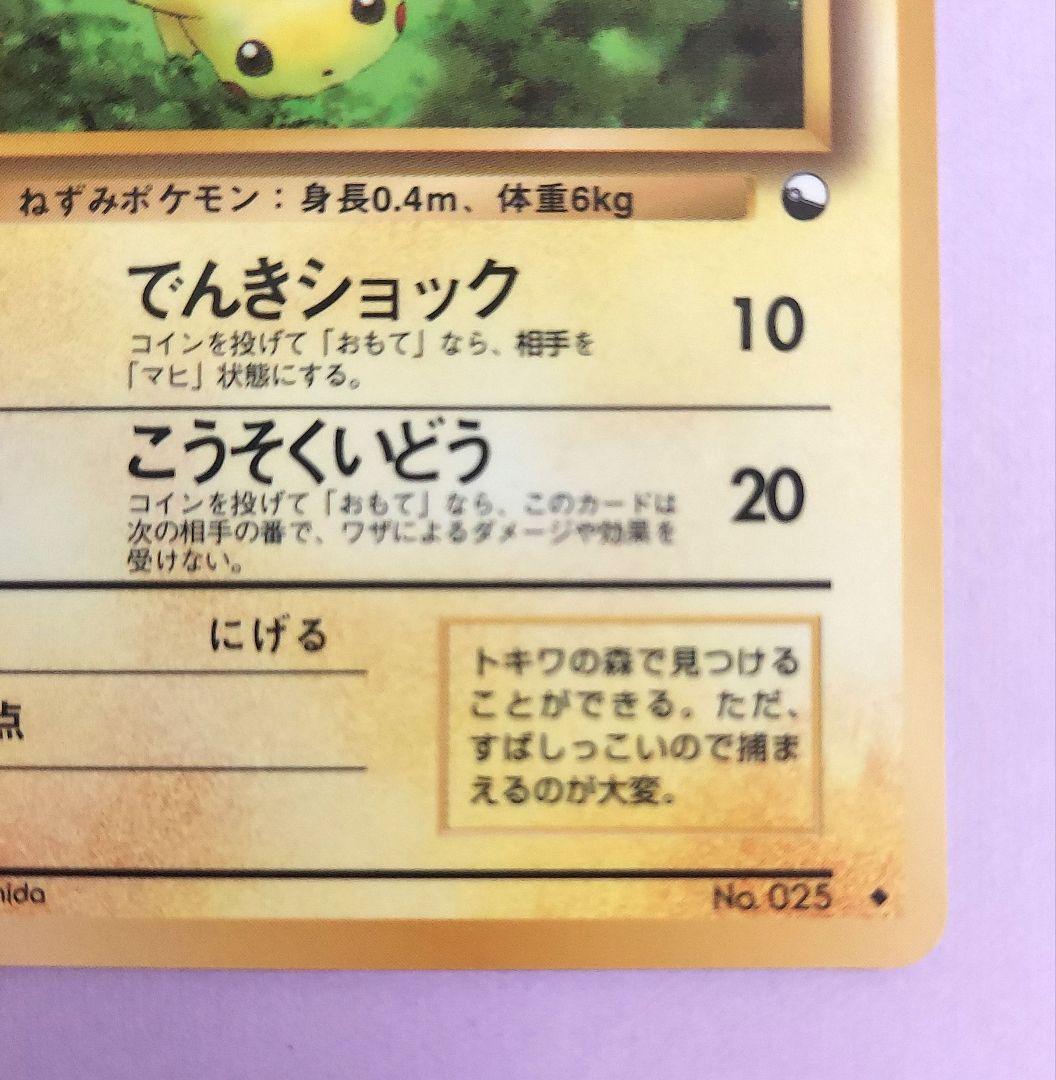 ねずみポケモン：身長0.4m、体重6kg
でんきショック
10
コインを投げて「おもて」なら、相手を
「マヒ」状態にする。
こうそくいどう
20
コインを投げて「おもて」なら、このカードは
次の相手の番で、ワザによるダメージや効果を
受けない。
にげる
点
トキワの森で見つける
ことができる。ただ、
すばしっこいので捕ま
えるのが大変。
No. 025 ◆